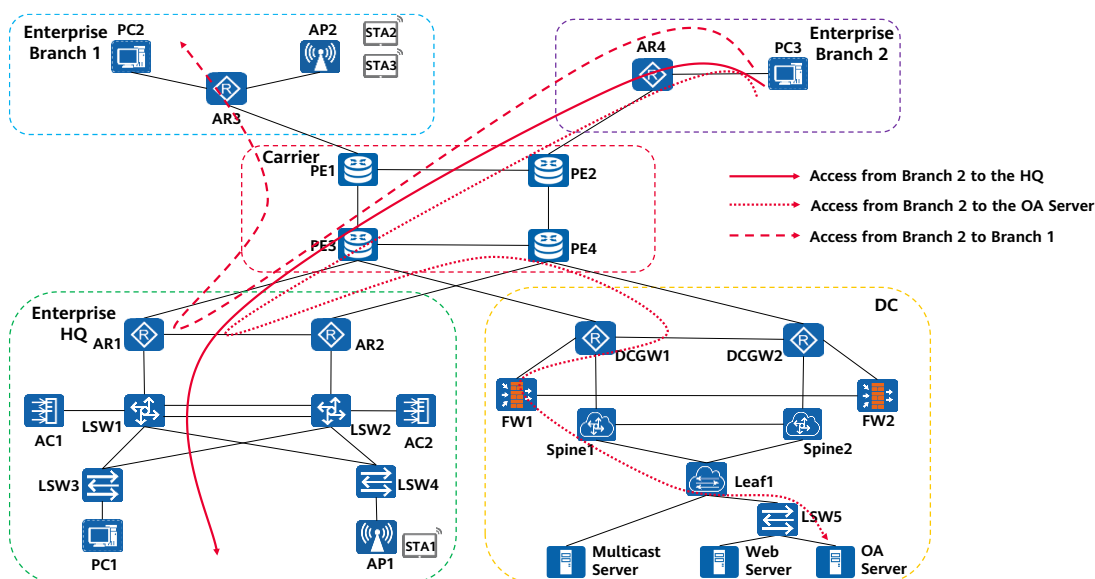 Enterprise
Branch 1
PC2
AP2
STA2
STA3
R
AR3
AR4
R
PC3
Enterprise
Branch 2
Carrier
PE1
PE2
PE3
PE4
Access from Branch 2 to the HQ
Access from Branch 2 to the OA Server
Access from Branch 2 to Branch 1
Enterprise
HQ
R
AR1
R
AR2
AC1
LSW1
LSW2
AC2
LSW3
LSW4
PC1
AP1
STA1
DC
R
DCGW1
R
DCGW2
FW1
FW2
Spine1
Spine2
Leaf1
LSW5
Multicast
Server
Web
Server
OA
Server